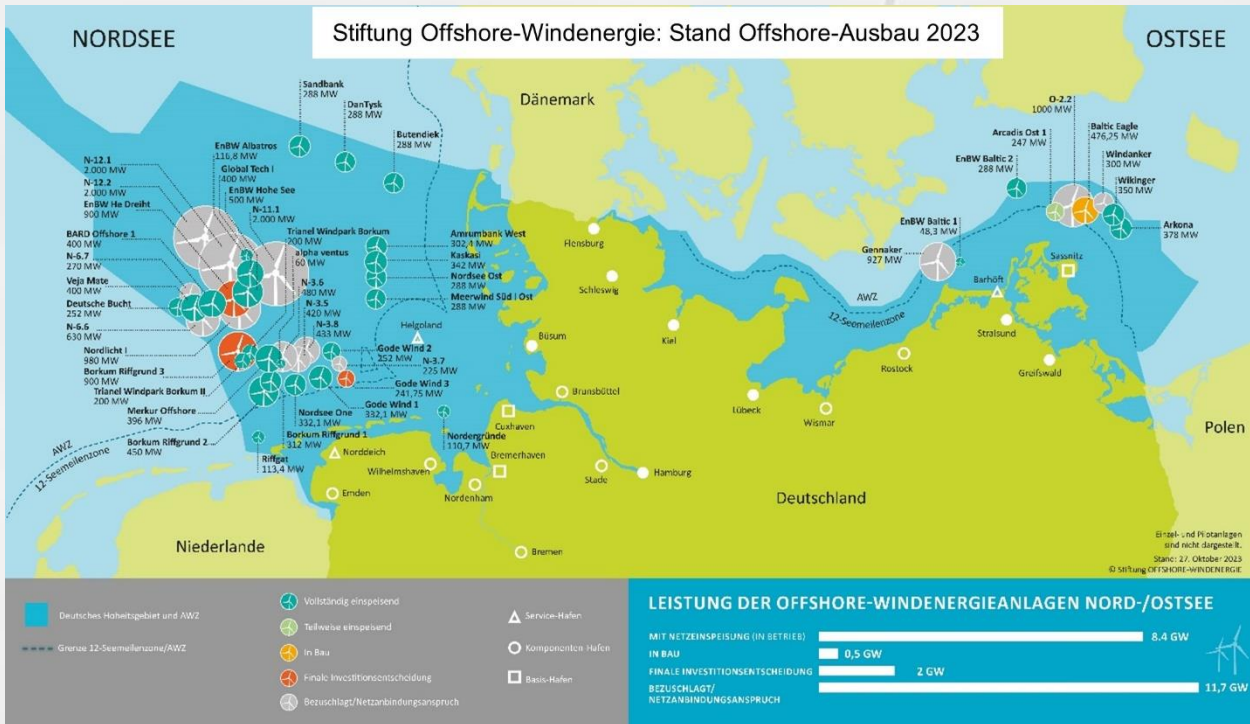 Stiftung Offshore-Windenergie: Stand Offshore-Ausbau 2023
NORDSEE
OSTSEE
Dänemark
Sandbank
288 MW
DanTysk
288 MW
Butendiek
288 MW
EnBW Albatros
116,8 MW
Global Tech I
400 MW
EnBW Hohe See
500 MW
N-11.1
2.000 MW
N-12.1
2.000 MW
N-12.2
2.000 MW
EnBW He Dreiht
900 MW
BARD Offshore 1
400 MW
N-6.7
270 MW
Veja Mate
400 MW
Deutsche Bucht
252 MW
N-6.6
630 MW
Nordlicht I
980 MW
Borkum Riffgrund 3
900 MW
Trianel Windpark Borkum II
200 MW
Merkur Offshore
396 MW
Borkum Riffgrund 2
450 MW
Trianel Windpark Borkum
200 MW
alpha ventus
60 MW
N-3.6
480 MW
N-3.5
420 MW
N-3.8
433 MW
Amrumbank West
302,4 MW
Kaskasi
342 MW
Nordsee Ost
288 MW
Meerwind Süd I Ost
288 MW
Helgoland
Gode Wind 2
252 MW
N-3.7
225 MW
Gode Wind 3
241,75 MW
Gode Wind 1
332,1 MW
Nordsee One
332,1 MW
Borkum Riffgrund 1
312 MW
Riffgat
113,4 MW
Nordergründe
110,7 MW
AWZ
12-Seemeilenzone
O-2.2
1000 MW
Arcadis Ost 1
247 MW
Baltic Eagle
476,25 MW
Windanker
300 MW
Wikinger
350 MW
EnBW Baltic 2
288 MW
Arkona
378 MW
EnBW Baltic 1
48,3 MW
Gennaker
927 MW
AWZ
12-Seemeilenzone
Flensburg
Schleswig
Büsum
Kiel
Brunsbüttel
Cuxhaven
Lübeck
Wismar
Rostock
Barhöft
Sassnitz
Stralsund
Greifswald
Norddeich
Wilhelmshaven
Bremerhaven
Emden
Nordenham
Stade
Hamburg
Bremen
Niederlande
Deutschland
Polen
Einzel- und Pilotanlagen
sind nicht dargestellt.
Stand: 27. Oktober 2023
© Stiftung OFFSHORE-WINDENERGIE
Deutsches Hoheitsgebiet und AWZ
Grenze 12-Seemeilenzone/AWZ
Vollständig einspeisend
Teilweise einspeisend
In Bau
Finale Investitionsentscheidung
Bezuschlagt/Netzanbindungsanspruch
Service-Hafen
Komponenten-Hafen
Basis-Hafen
LEISTUNG DER OFFSHORE-WINDENERGIEANLAGEN NORD-/OSTSEE
MIT NETZEINSPEISUNG (IN BETRIEB) 8.4 GW
IN BAU 0,5 GW
FINALE INVESTITIONSENTSCHEIDUNG 2 GW
BEZUSCHLAGT/
NETZANBINDUNGSANSPRUCH 11,7 GW